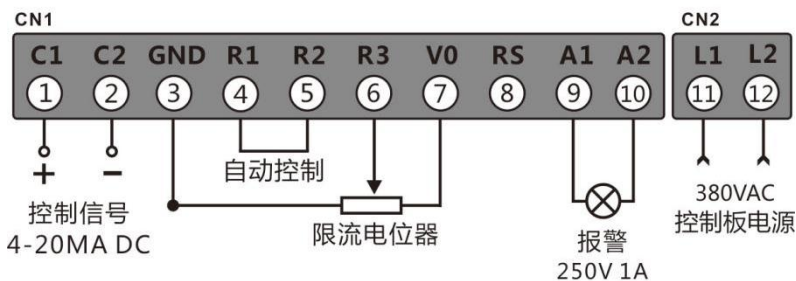 CN1
CN2
C1 C2 GND R1 R2 R3 V0 RS A1 A2
L1 L2
1 2 3 4 5 6 7 8 9 10
11 12
+ −
自动控制
控制信号
4-20MA DC
限流电位器
报警
250V 1A
380VAC
控制板电源